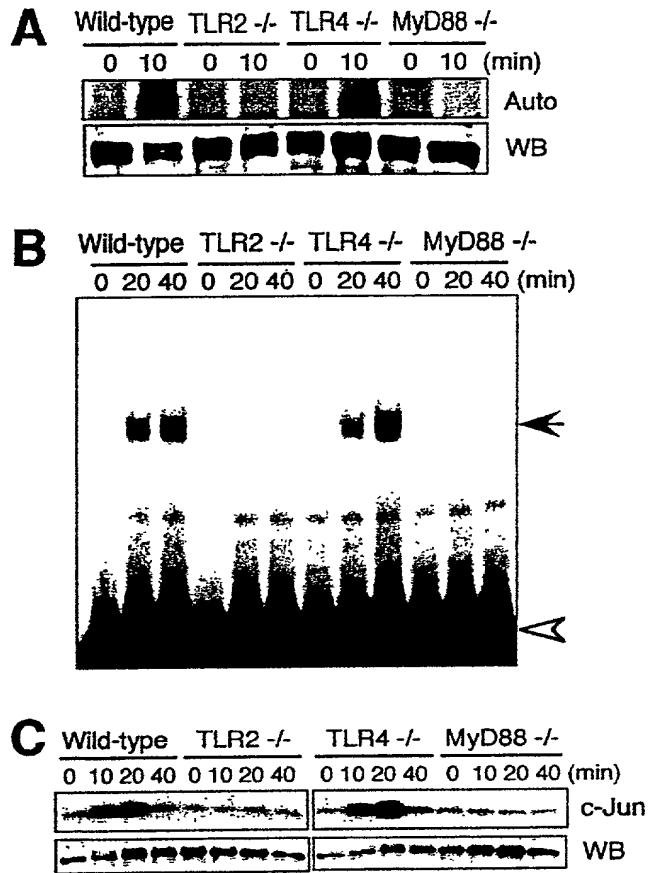 A
Wild-type TLR2 -/- TLR4 -/- MyD88 -/-
0 10 0 10 0 10 0 10 (min)
Auto
WB
B
Wild-type TLR2 -/- TLR4 -/- MyD88 -/-
0 20 40 0 20 40 0 20 40 0 20 40 (min)
C
Wild-type TLR2 -/- TLR4 -/- MyD88 -/-
0 10 20 40 0 10 20 40 0 10 20 40 0 10 20 40 (min)
c-Jun
WB